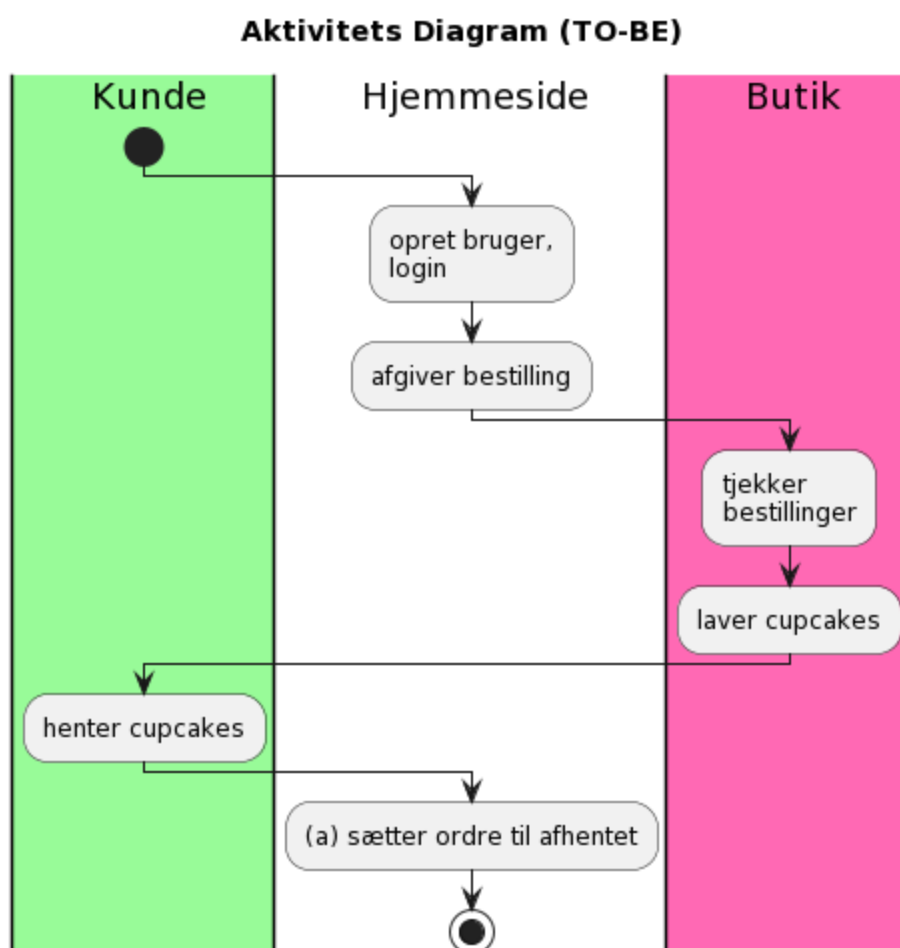 Aktivitets Diagram (TO-BE)
Kunde
Hjemmeside
Butik
opret bruger,
login
afgiver bestilling
tjekker
bestillinger
laver cupcakes
henter cupcakes
(a) sætter ordre til afhentet